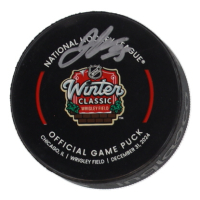 NATIONAL HOCKEY LEAGUE®
NHL
Winter
CLASSIC
WRIGLEY FIELD
OFFICIAL GAME PUCK
CHICAGO, IL | WRIGLEY FIELD | DECEMBER 31, 2024